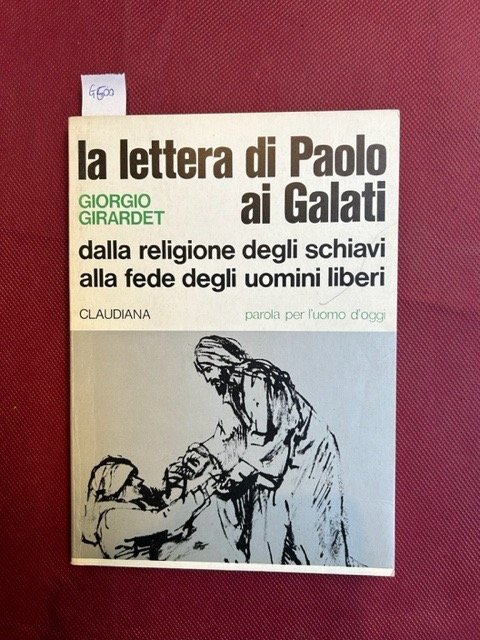 la lettera di Paolo
GIORGIO
GIRARDET
ai Galati
dalla religione degli schiavi
alla fede degli uomini liberi
CLAUDIANA
parola per l'uomo d'oggi